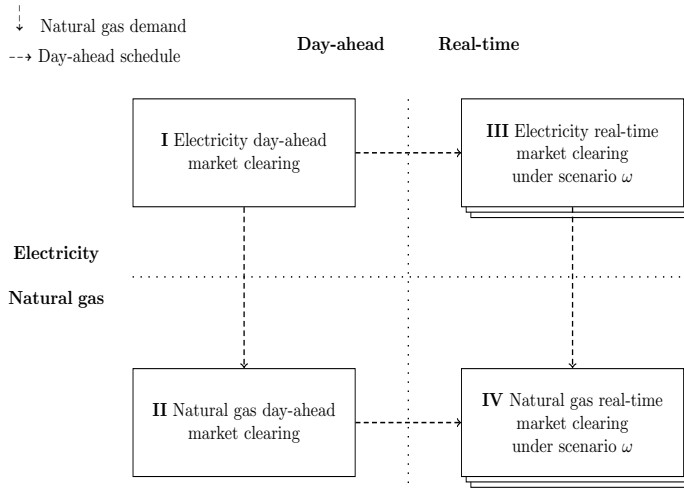 Natural gas demand
Day-ahead schedule
Day-ahead
Real-time
I Electricity day-ahead
market clearing
III Electricity real-time
market clearing
under scenario ω
Electricity
Natural gas
II Natural gas day-ahead
market clearing
IV Natural gas real-time
market clearing
under scenario ω